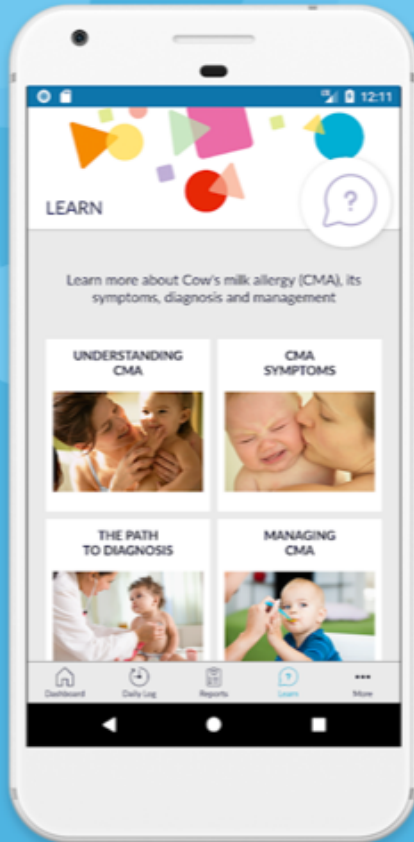 12:11
LEARN
?
Learn more about Cow's milk allergy (CMA), its
symptoms, diagnosis and management
UNDERSTANDING
CMA
CMA
SYMPTOMS
THE PATH
TO DIAGNOSIS
MANAGING
CMA
Dashboard
Daily Log
Reports
?
Learn
More